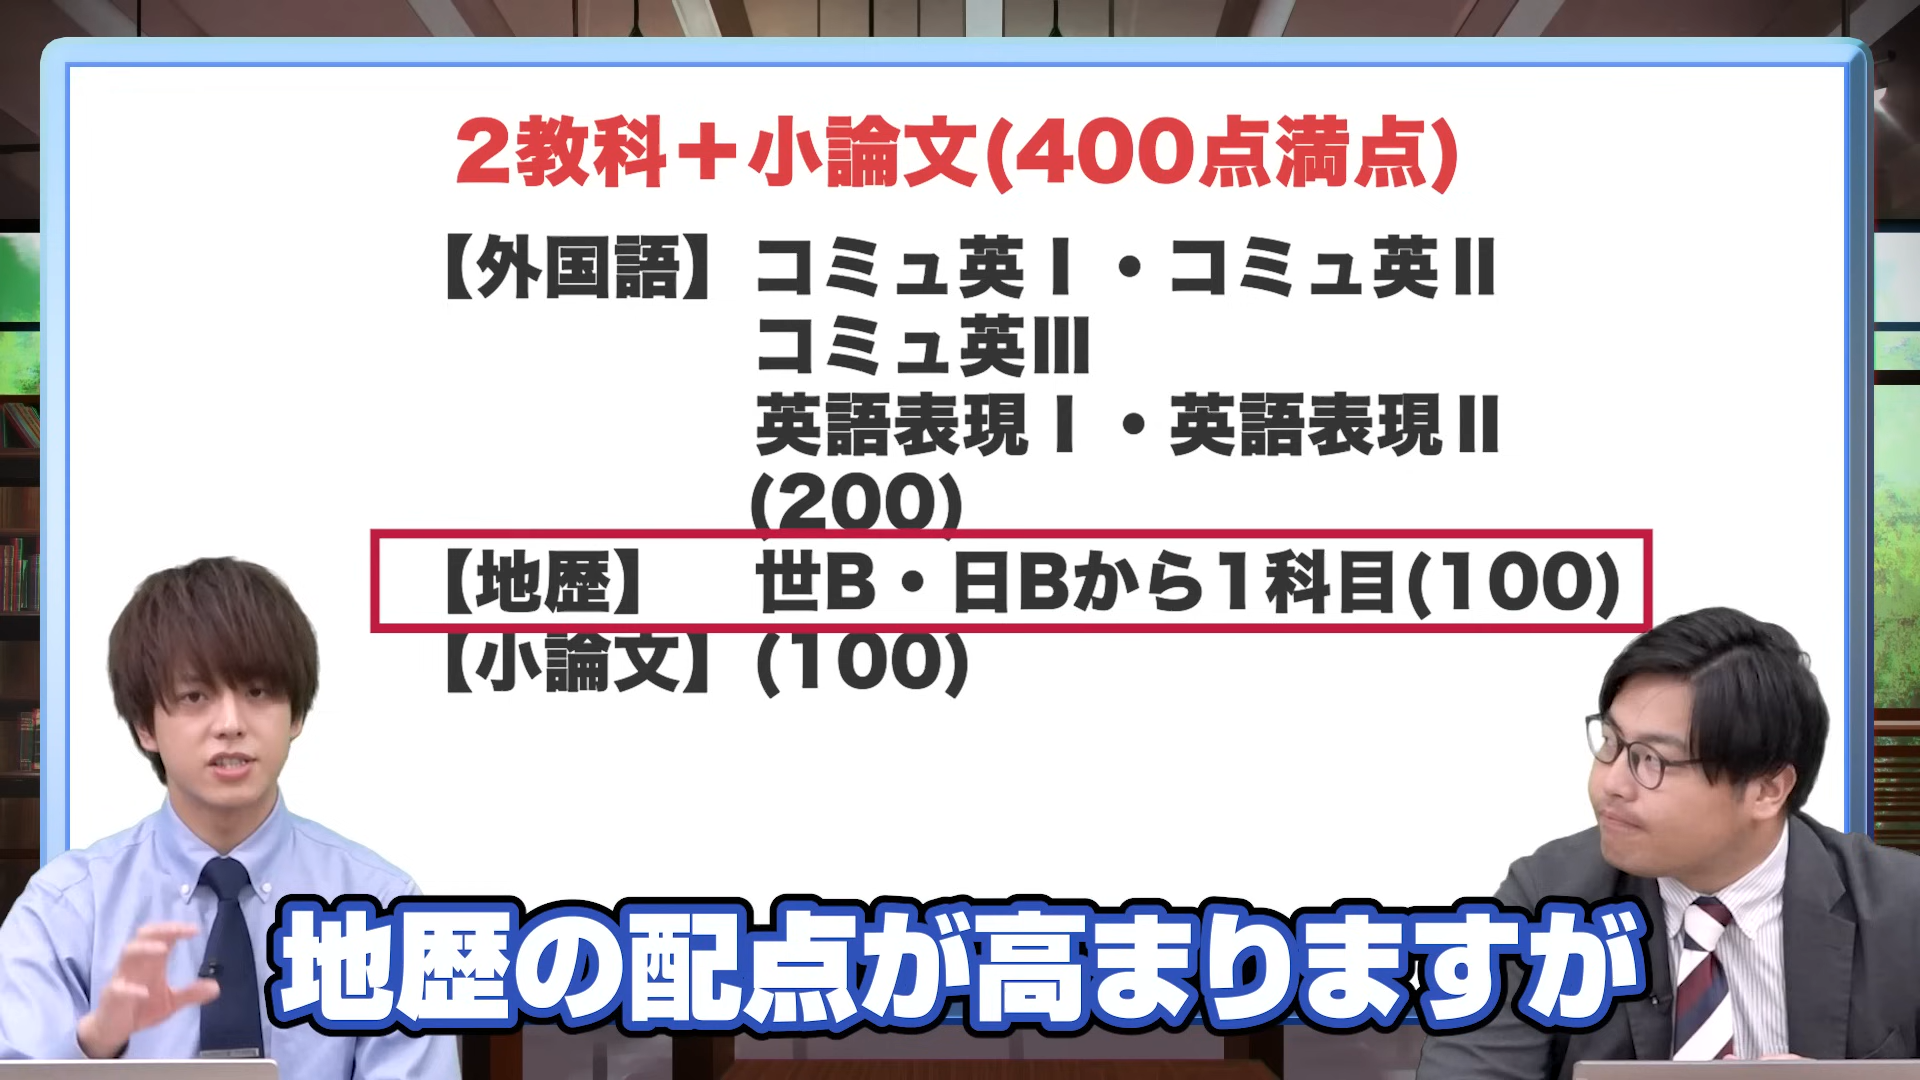 2教科＋小論文(400点満点)
【外国語】コミュ英Ⅰ・コミュ英Ⅱ
コミュ英Ⅲ
英語表現Ⅰ・英語表現Ⅱ
(200)
【地歴】 世B・日Bから1科目(100)
【小論文】(100)
地歴の配点が高まりますが